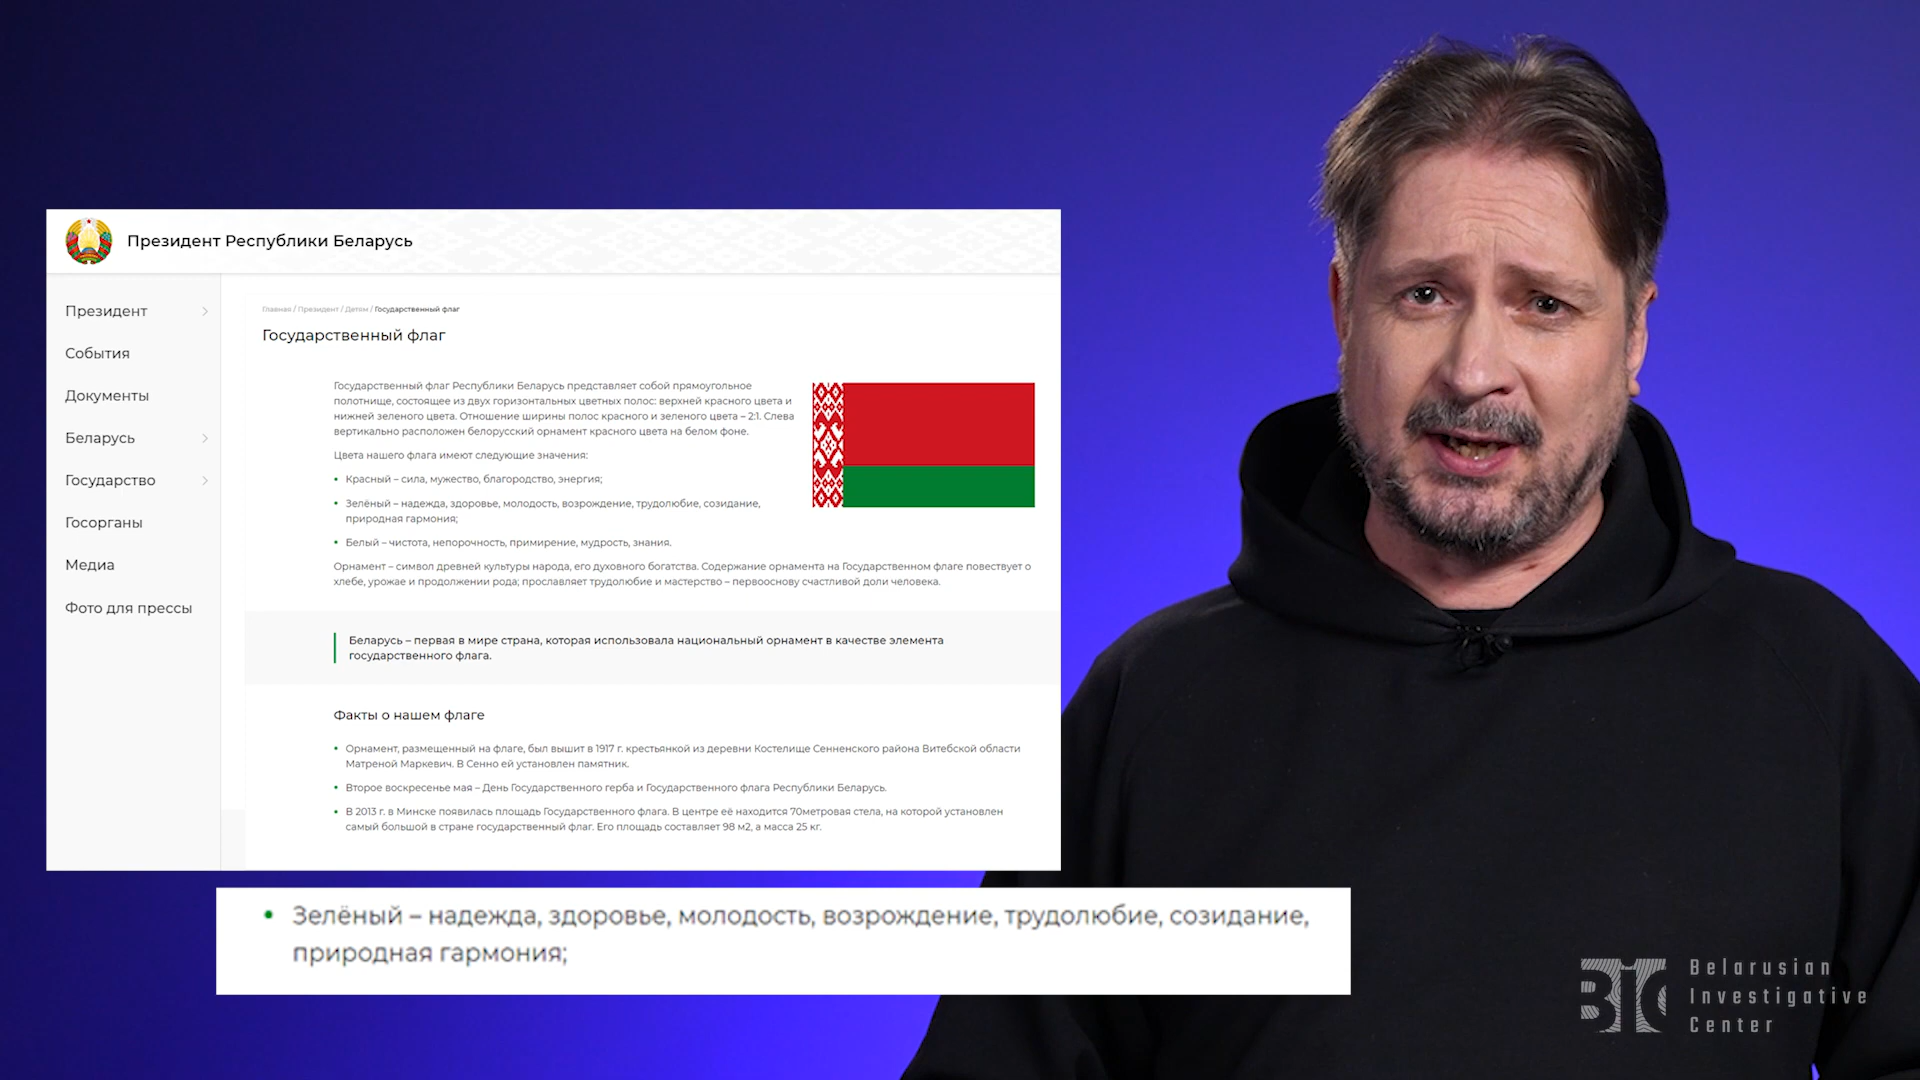 Президент Республики Беларусь
Президент
События
Документы
Беларусь
Государство
Госорганы
Медиа
Фото для прессы
Главная / Президент / Детям / Государственный флаг
Государственный флаг
Государственный флаг Республики Беларусь представляет собой прямоугольное
полотнище, состоящее из двух горизонтальных цветных полос: верхней красного цвета и
нижней зеленого цвета. Отношение ширины полос красного и зеленого цвета – 2:1. Слева
вертикально расположен белорусский орнамент красного цвета на белом фоне.
Цвета нашего флага имеют следующие значения:
• Красный – сила, мужество, благородство, энергия;
• Зелёный – надежда, здоровье, молодость, возрождение, трудолюбие, созидание,
природная гармония;
• Белый – чистота, непорочность, примирение, мудрость, знания.
Орнамент – символ древней культуры народа, его духовного богатства. Содержание орнамента на Государственном флаге повествует о
хлебе, урожае и продолжении рода; прославляет трудолюбие и мастерство – первооснову счастливой доли человека.
Беларусь – первая в мире страна, которая использовала национальный орнамент в качестве элемента
государственного флага.
Факты о нашем флаге
• Орнамент, размещенный на флаге, был вышит в 1917 г. крестьянкой из деревни Костелище Сенненского района Витебской области
Матреной Маркевич. В Сенно ей установлен памятник.
• Второе воскресенье мая – День Государственного герба и Государственного флага Республики Беларусь.
• В 2013 г. в Минске появилась площадь Государственного флага. В центре её находится 70метровая стела, на которой установлен
самый большой в стране государственный флаг. Его площадь составляет 98 м2, а масса 25 кг.
• Зелёный – надежда, здоровье, молодость, возрождение, трудолюбие, созидание,
природная гармония;
BIC
Belarusian
Investigative
Center